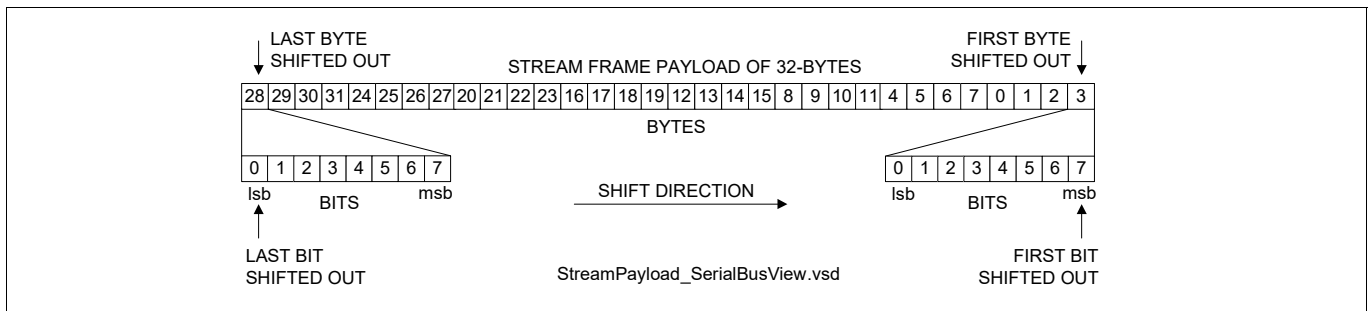 LAST BYTE
SHIFTED OUT
FIRST BYTE
SHIFTED OUT
STREAM FRAME PAYLOAD OF 32-BYTES
28 29 30 31 24 25 26 27 20 21 22 23 16 17 18 19 12 13 14 15 8 9 10 11 4 5 6 7 0 1 2 3
BYTES
0 1 2 3 4 5 6 7
lsb BITS msb
SHIFT DIRECTION
0 1 2 3 4 5 6 7
lsb BITS msb
LAST BIT
SHIFTED OUT
StreamPayload_SerialBusView.vsd
FIRST BIT
SHIFTED OUT